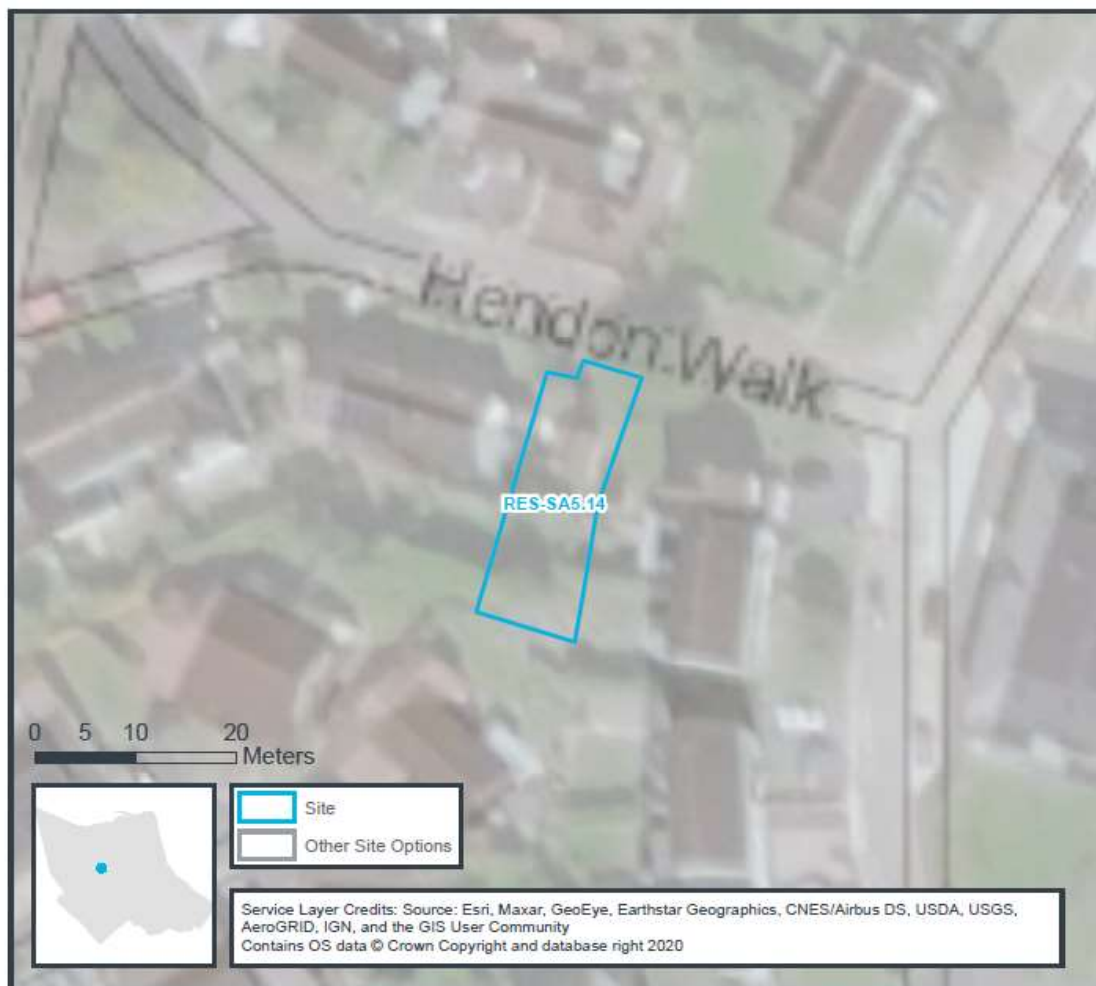 Hendon Walk
RES-SA5.14
0 5 10 20
Meters
Site
Other Site Options
Service Layer Credits: Source: Esri, Maxar, GeoEye, Earthstar Geographics, CNES/Airbus DS, USDA, USGS,
AeroGRID, IGN, and the GIS User Community
Contains OS data © Crown Copyright and database right 2020